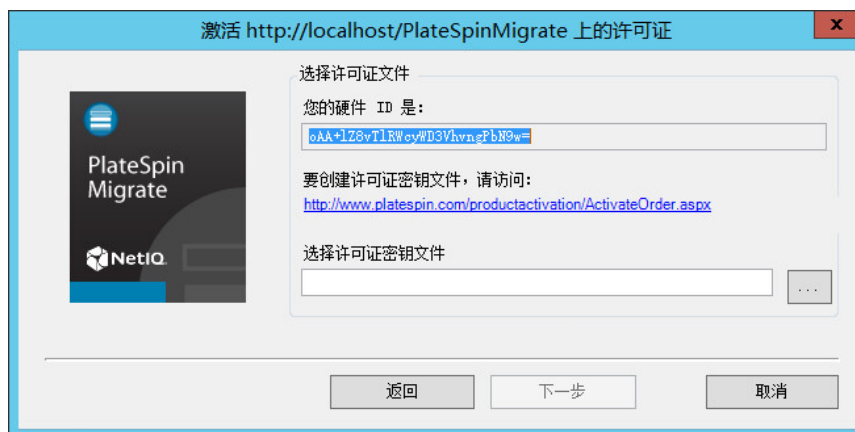 激活 http://localhost/PlateSpinMigrate 上的许可证
x
选择许可证文件
您的硬件 ID 是:
oAA+lZ8vTlRWcyWD3VhvngPbN9w=
PlateSpin
Migrate
要创建许可证密钥文件，请访问:
http://www.platespin.com/productactivation/ActivateOrder.aspx
NetIQ
选择许可证密钥文件
...
返回
下一步
取消